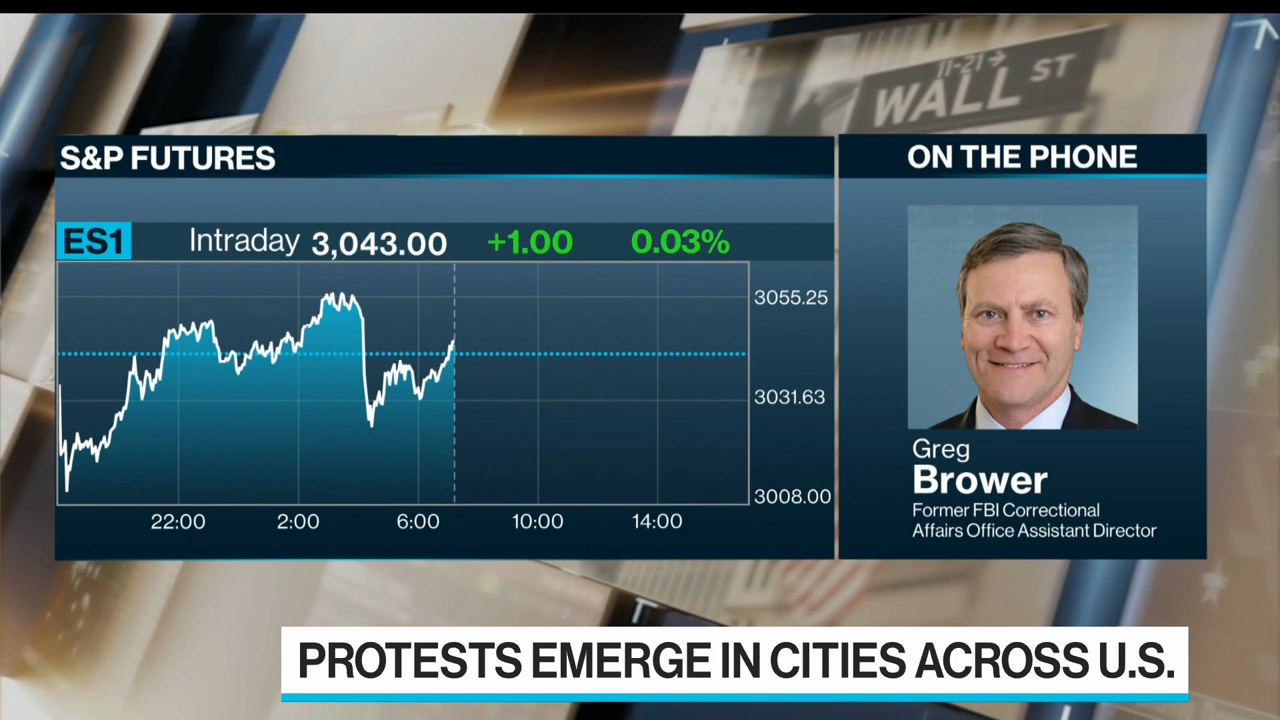 11-21→
WALL ST
S&P FUTURES
ES1 Intraday 3,043.00 +1.00 0.03%
3055.25
3031.63
3008.00
22:00 2:00 6:00 10:00 14:00
ON THE PHONE
Greg
Brower
Former FBI Correctional
Affairs Office Assistant Director
PROTESTS EMERGE IN CITIES ACROSS U.S.